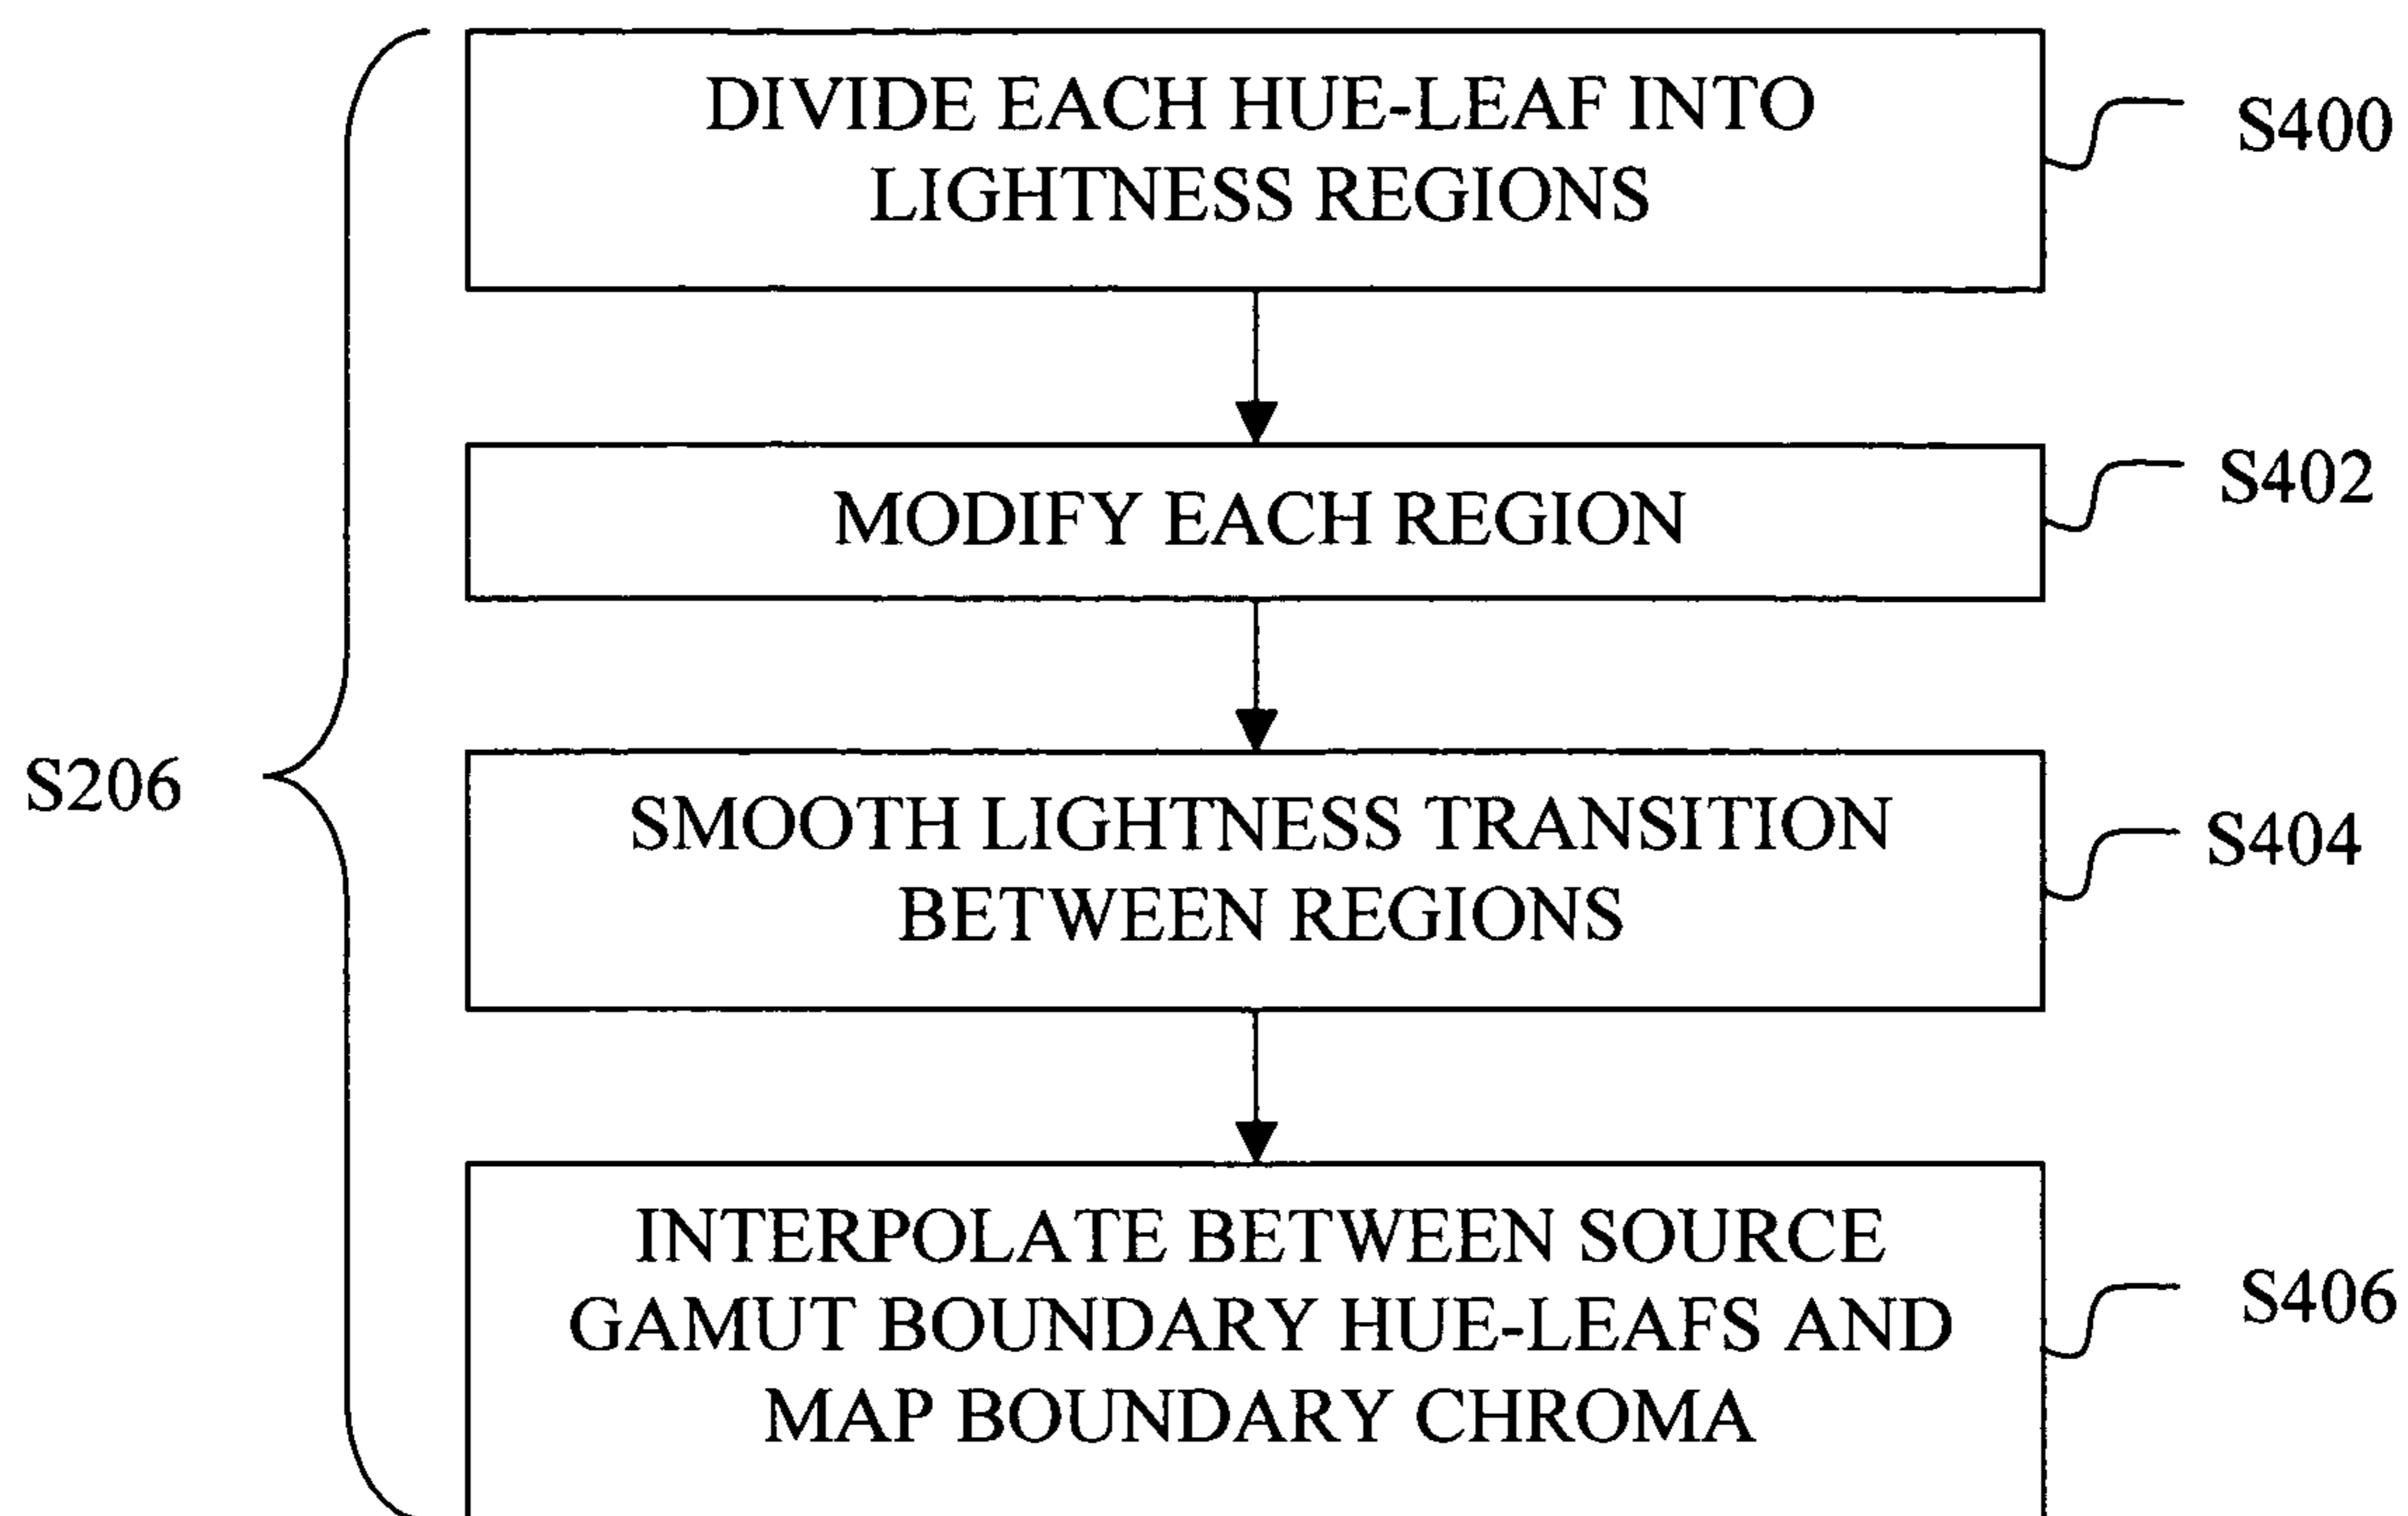 DIVIDE EACH HUE-LEAF INTO
LIGHTNESS REGIONS
S400
MODIFY EACH REGION
S402
S206
SMOOTH LIGHTNESS TRANSITION
BETWEEN REGIONS
S404
INTERPOLATE BETWEEN SOURCE
GAMUT BOUNDARY HUE-LEAFS AND
MAP BOUNDARY CHROMA
S406